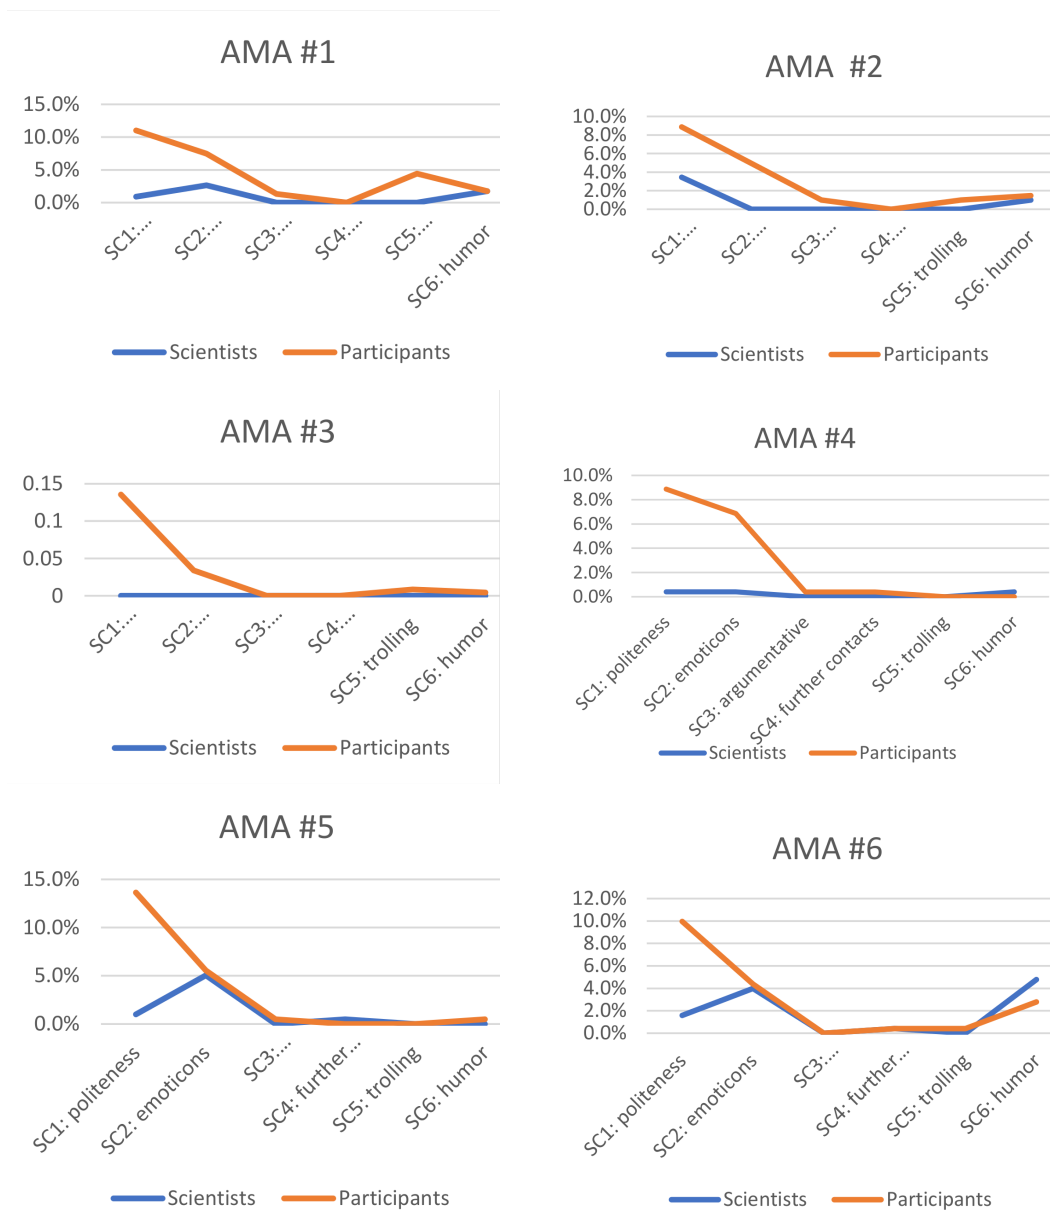 AMA #1
15.0%
10.0%
5.0%
0.0%
SC1:...
SC2:...
SC3:...
SC4:...
SC5:...
SC6: humor
Scientists
Participants
AMA #2
10.0%
8.0%
6.0%
4.0%
2.0%
0.0%
SC1:...
SC2:...
SC3:...
SC4:...
SC5: trolling
SC6: humor
Scientists
Participants
AMA #3
0.15
0.1
0.05
0
SC1:...
SC2:...
SC3:...
SC4:...
SC5: trolling
SC6: humor
Scientists
Participants
AMA #4
10.0%
8.0%
6.0%
4.0%
2.0%
0.0%
SC1: politeness
SC2: emoticons
SC3: argumentative
SC4: further contacts
SC5: trolling
SC6: humor
Scientists
Participants
AMA #5
15.0%
10.0%
5.0%
0.0%
SC1: politeness
SC2: emoticons
SC3:...
SC4: further...
SC5: trolling
SC6: humor
Scientists
Participants
AMA #6
12.0%
10.0%
8.0%
6.0%
4.0%
2.0%
0.0%
SC1: politeness
SC2: emoticons
SC3:...
SC4: further...
SC5: trolling
SC6: humor
Scientists
Participants